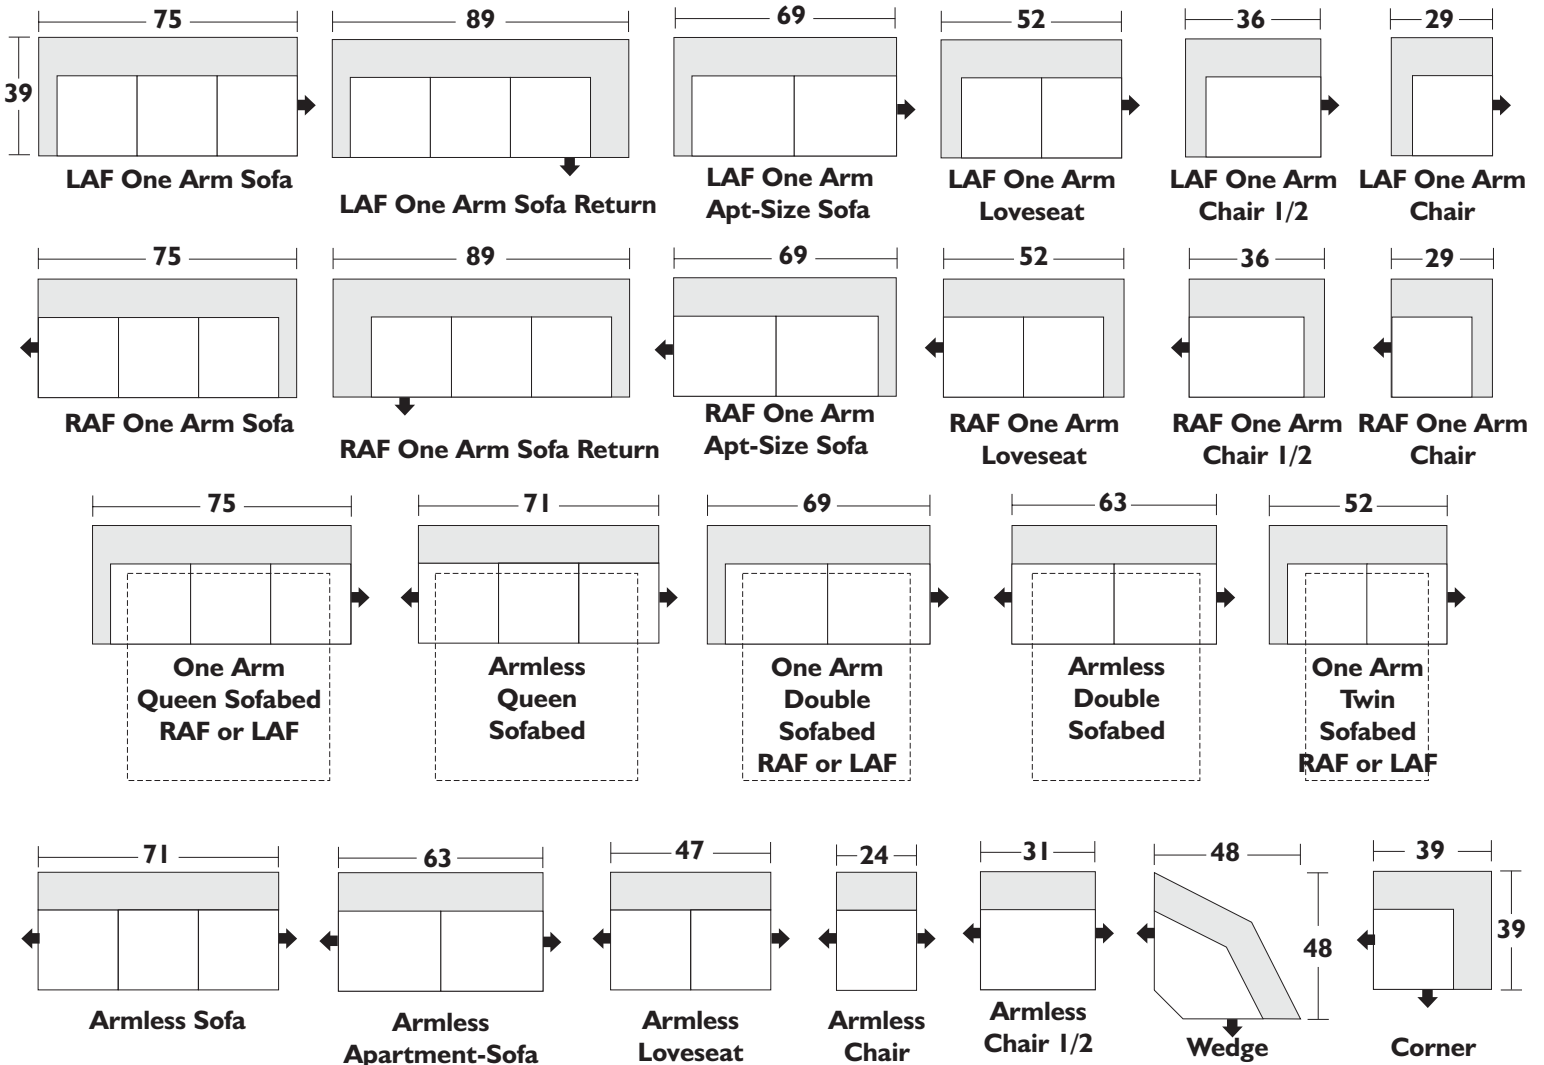 75 89 69 52 36 29
39
LAF One Arm Sofa
LAF One Arm Sofa Return
LAF One Arm
Apt-Size Sofa
LAF One Arm
Loveseat
LAF One Arm
Chair 1/2
LAF One Arm
Chair
75 89 69 52 36 29
RAF One Arm Sofa
RAF One Arm Sofa Return
RAF One Arm
Apt-Size Sofa
RAF One Arm
Loveseat
RAF One Arm
Chair 1/2
RAF One Arm
Chair
75 71 69 63 52
One Arm
Queen Sofabed
RAF or LAF
Armless
Queen
Sofabed
One Arm
Double
Sofabed
RAF or LAF
Armless
Double
Sofabed
One Arm
Twin
Sofabed
RAF or LAF
71 63 47 24 31 48 39
48
39
Armless Sofa
Armless
Apartment-Sofa
Armless
Loveseat
Armless
Chair
Armless
Chair 1/2
Wedge
Corner